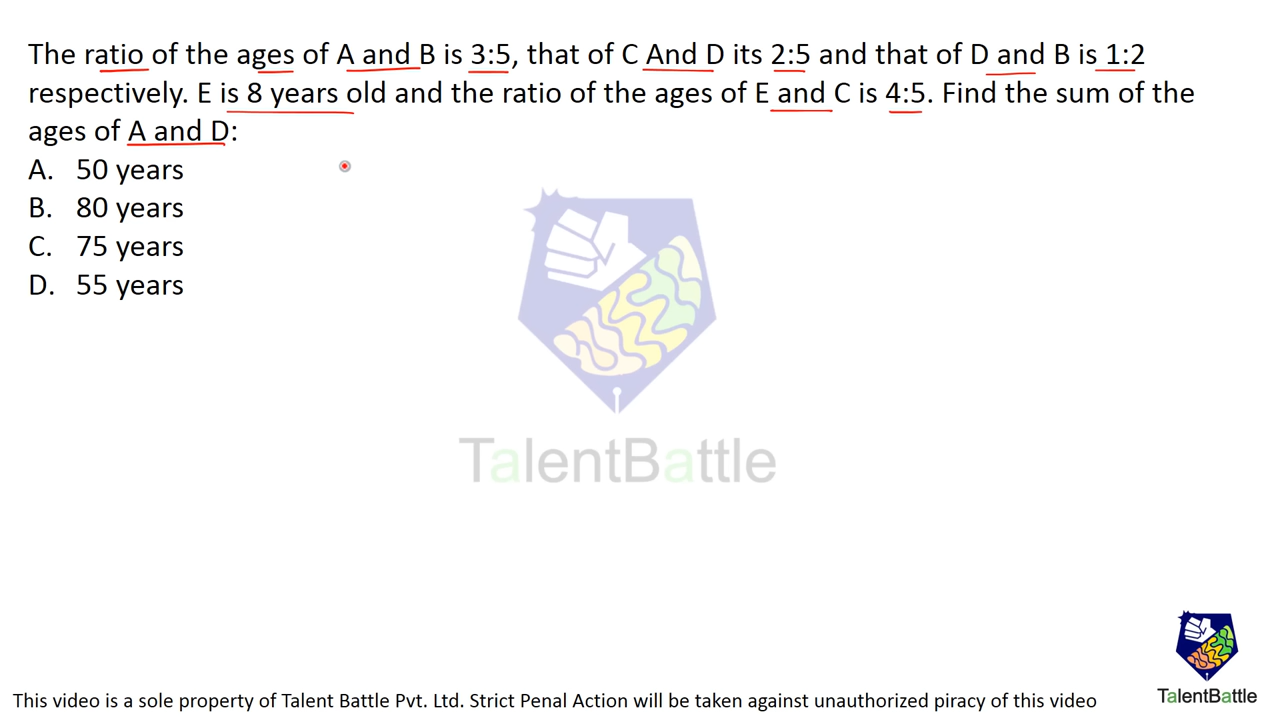 The ratio of the ages of A and B is 3:5, that of C And D its 2:5 and that of D and B is 1:2
respectively. E is 8 years old and the ratio of the ages of E and C is 4:5. Find the sum of the
ages of A and D:
A. 50 years
B. 80 years
C. 75 years
D. 55 years
TalentBattle
TalentBattle
This video is a sole property of Talent Battle Pvt. Ltd. Strict Penal Action will be taken against unauthorized piracy of this video